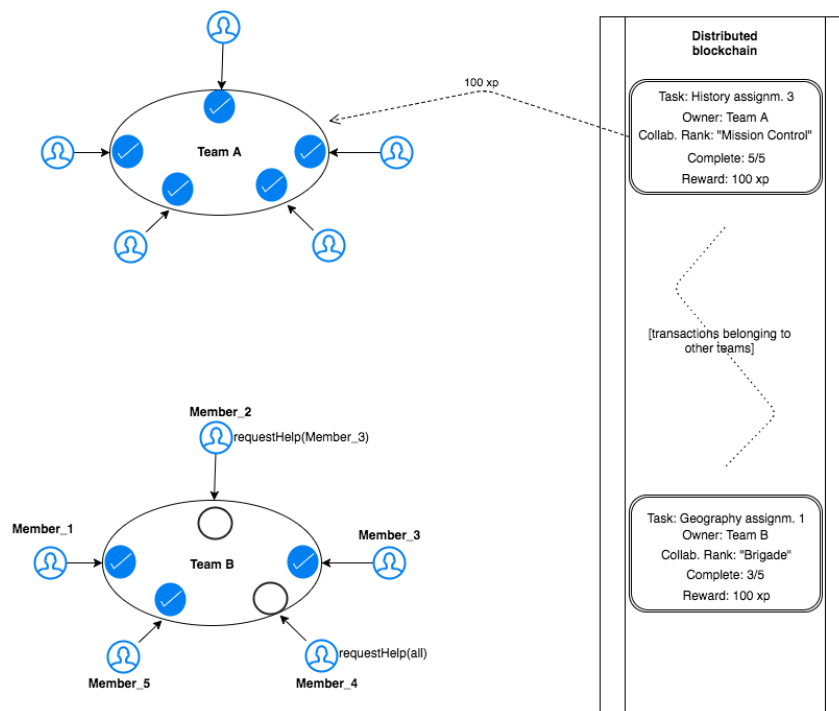 Distributed
blockchain
100 xp
Task: History assignm. 3
Owner: Team A
Collab. Rank: "Mission Control"
Complete: 5/5
Reward: 100 xp
Team A
[transactions belonging to
other teams]
Member_2
requestHelp(Member_3)
Member_1
Member_3
Team B
Task: Geography assignm. 1
Owner: Team B
Collab. Rank: "Brigade"
Complete: 3/5
Reward: 100 xp
requestHelp(all)
Member_5
Member_4